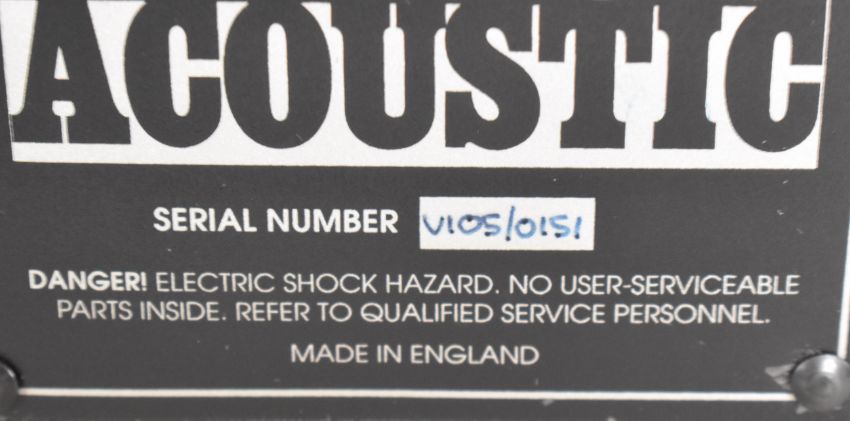 ACOUSTIC
SERIAL NUMBER V105/0151
DANGER! ELECTRIC SHOCK HAZARD. NO USER-SERVICEABLE
PARTS INSIDE. REFER TO QUALIFIED SERVICE PERSONNEL.
MADE IN ENGLAND